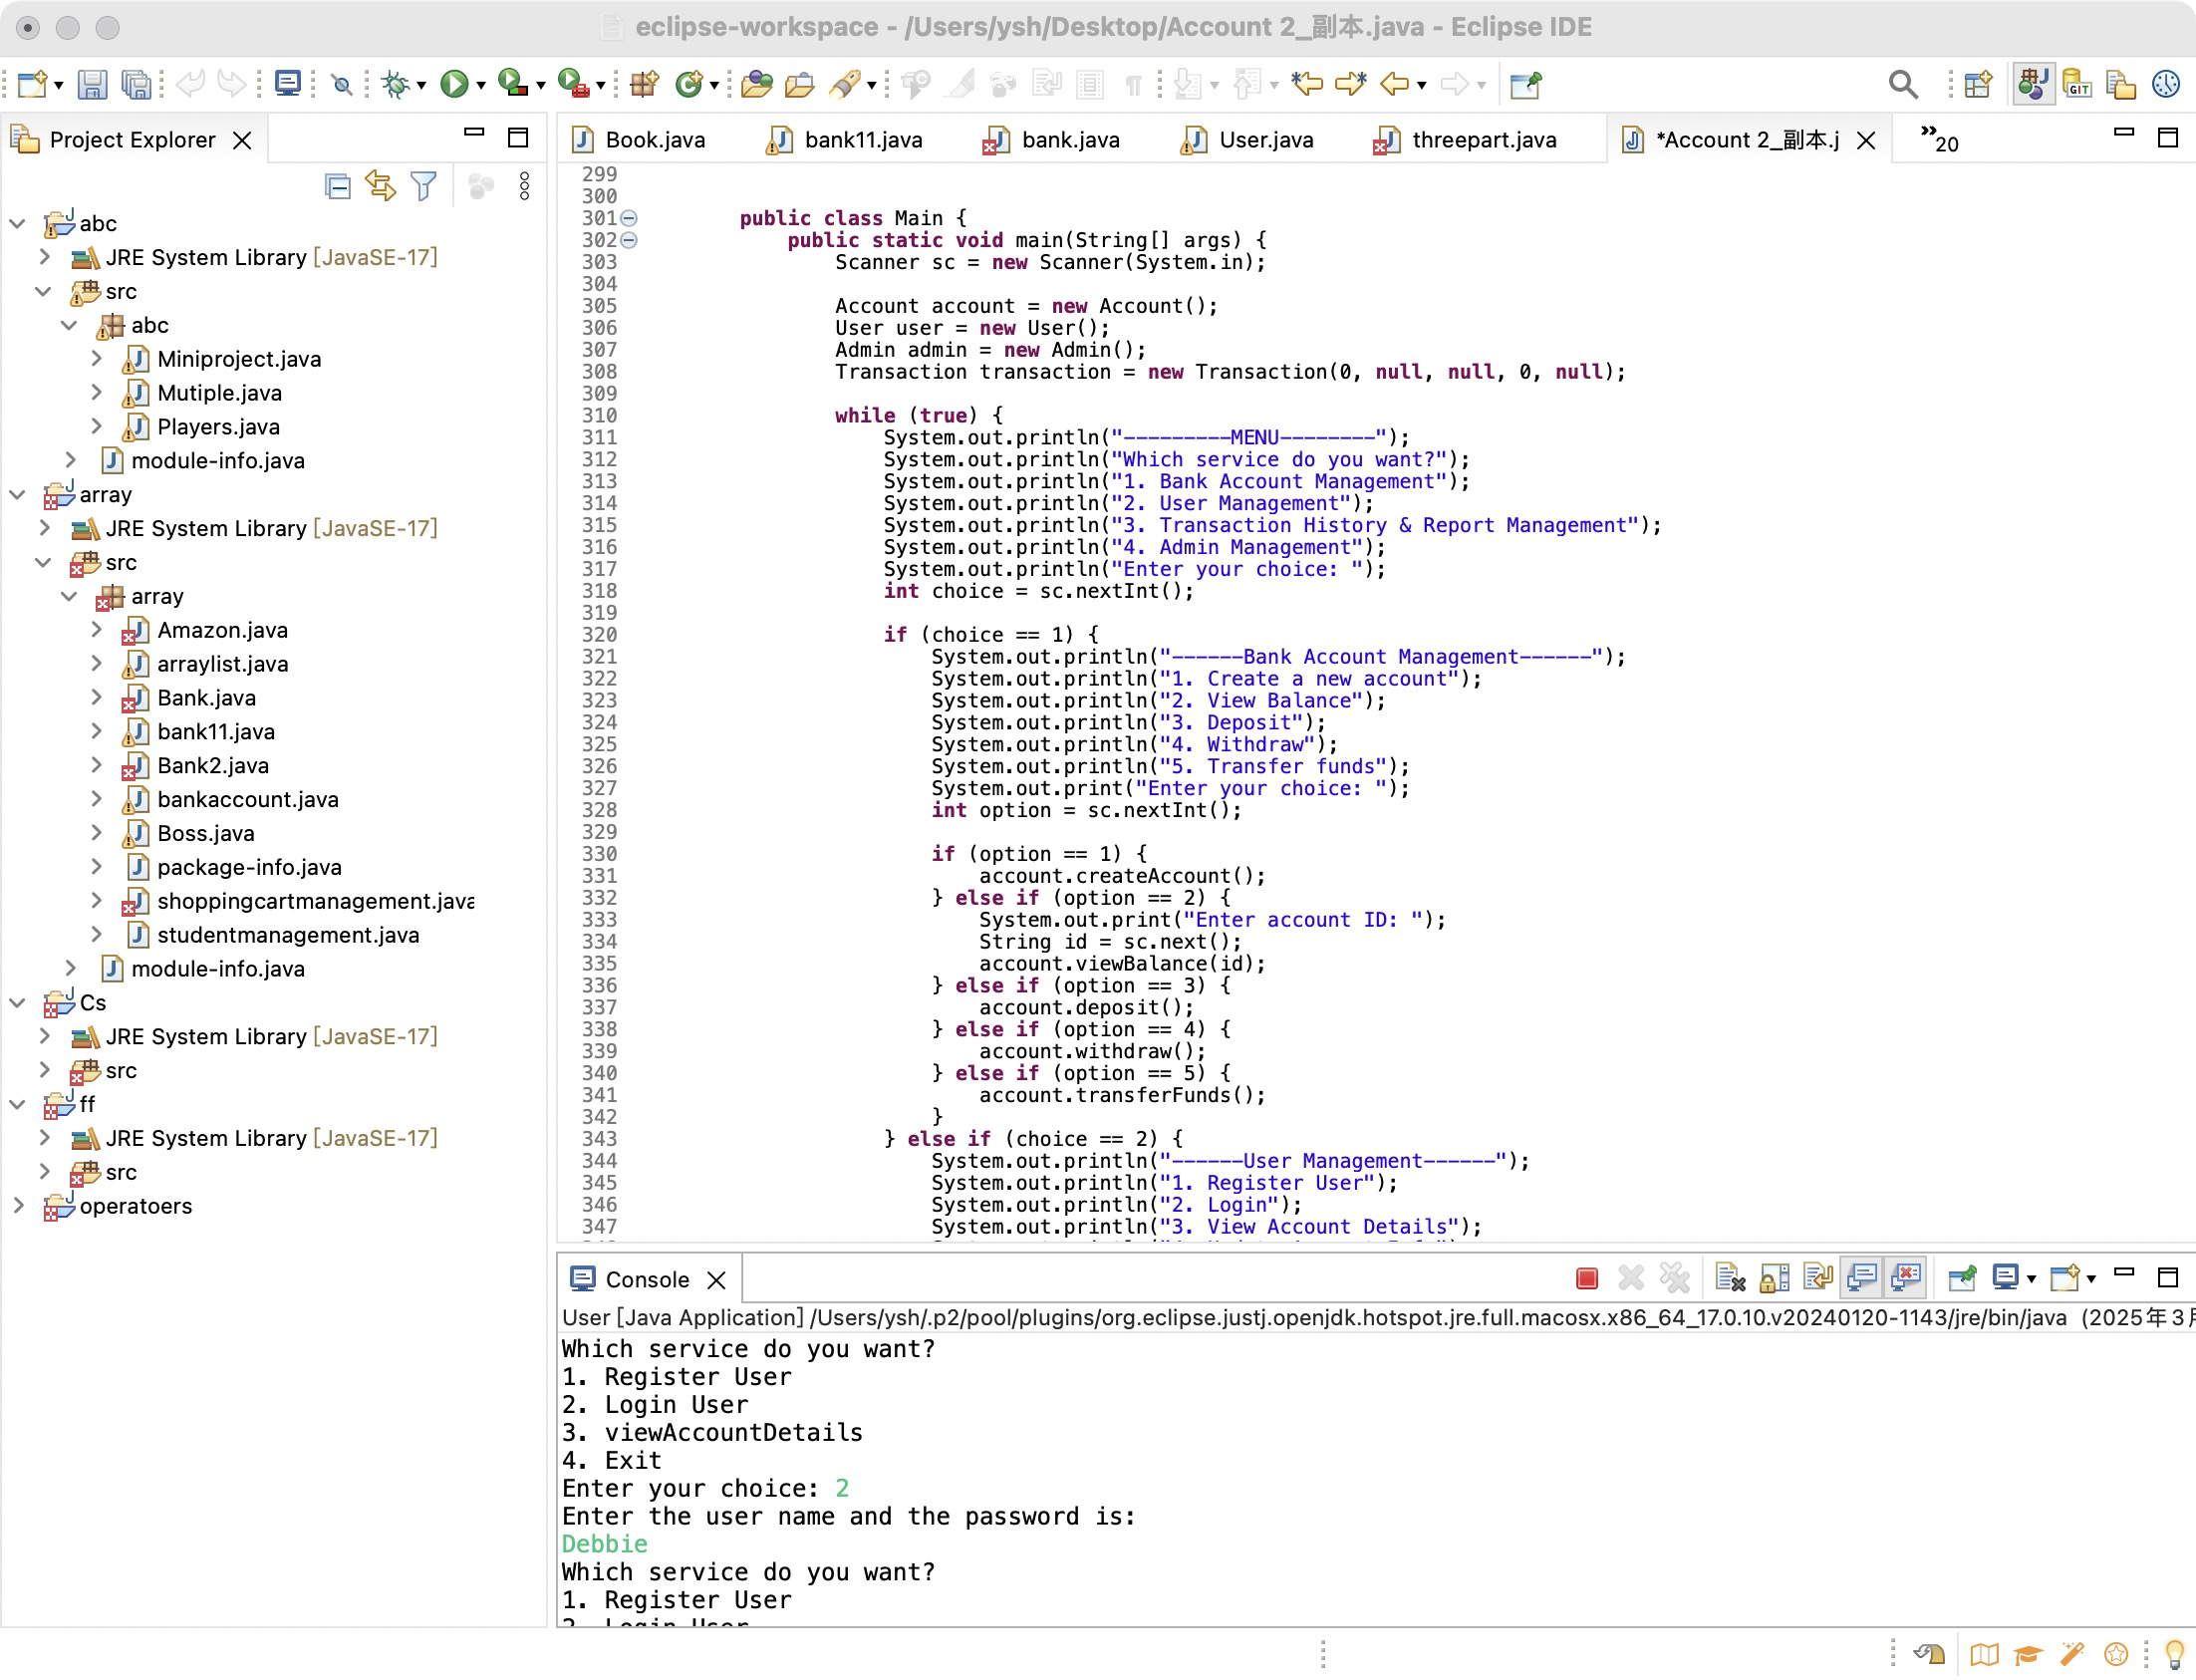 eclipse-workspace - /Users/ysh/Desktop/Account 2_副本.java - Eclipse IDE
Project Explorer
abc
JRE System Library [JavaSE-17]
src
abc
Miniproject.java
Mutiple.java
Players.java
module-info.java
array
JRE System Library [JavaSE-17]
src
array
Amazon.java
arraylist.java
Bank.java
bank11.java
Bank2.java
bankaccount.java
Boss.java
package-info.java
shoppingcartmanagement.java
studentmanagement.java
module-info.java
Cs
JRE System Library [JavaSE-17]
src
ff
JRE System Library [JavaSE-17]
src
operatoers
Book.java bank11.java bank.java User.java threepart.java *Account 2_副本.j »20
299
300
301 public class Main {
302 public static void main(String[] args) {
303 Scanner sc = new Scanner(System.in);
304
305 Account account = new Account();
306 User user = new User();
307 Admin admin = new Admin();
308 Transaction transaction = new Transaction(0, null, null, 0, null);
309
310 while (true) {
311 System.out.println("---------MENU--------");
312 System.out.println("Which service do you want?");
313 System.out.println("1. Bank Account Management");
314 System.out.println("2. User Management");
315 System.out.println("3. Transaction History & Report Management");
316 System.out.println("4. Admin Management");
317 System.out.println("Enter your choice: ");
318 int choice = sc.nextInt();
319
320 if (choice == 1) {
321 System.out.println("------Bank Account Management------");
322 System.out.println("1. Create a new account");
323 System.out.println("2. View Balance");
324 System.out.println("3. Deposit");
325 System.out.println("4. Withdraw");
326 System.out.println("5. Transfer funds");
327 System.out.print("Enter your choice: ");
328 int option = sc.nextInt();
329
330 if (option == 1) {
331 account.createAccount();
332 } else if (option == 2) {
333 System.out.print("Enter account ID: ");
334 String id = sc.next();
335 account.viewBalance(id);
336 } else if (option == 3) {
337 account.deposit();
338 } else if (option == 4) {
339 account.withdraw();
340 } else if (option == 5) {
341 account.transferFunds();
342 }
343 } else if (choice == 2) {
344 System.out.println("------User Management------");
345 System.out.println("1. Register User");
346 System.out.println("2. Login");
347 System.out.println("3. View Account Details");
Console
User [Java Application] /Users/ysh/.p2/pool/plugins/org.eclipse.justj.openjdk.hotspot.jre.full.macosx.x86_64_17.0.10.v20240120-1143/jre/bin/java (2025年3月
Which service do you want?
1. Register User
2. Login User
3. viewAccountDetails
4. Exit
Enter your choice: 2
Enter the user name and the password is:
Debbie
Which service do you want?
1. Register User
2. Login User